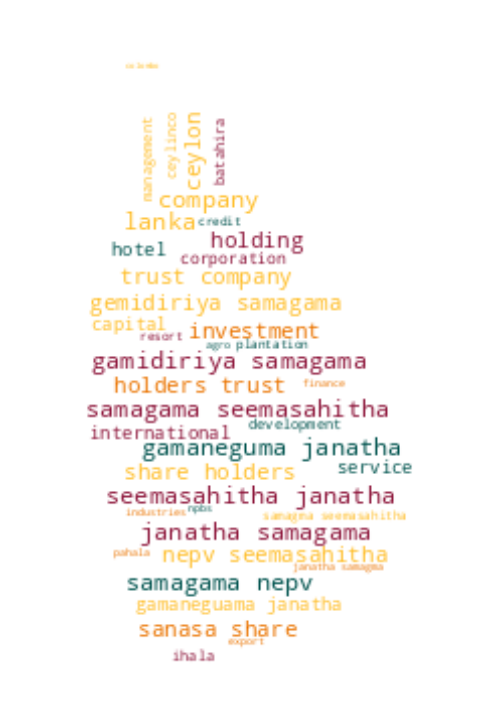 colombo
management
ceylinco
ceylon
batahira
company
lanka credit
holding
hotel
corporation
trust company
gemidiriya samagama
capital
resort investment
agro plantation
gamidiriya samagama
holders trust finance
samagama seemasahitha
development
international
gamaneguma janatha
share holders service
seemasahitha janatha
industries npbs
samagma seemasahitha
janatha samagama
pahala nepv seemasahitha
janatha samagma
samagama nepv
gamaneguama janatha
sanasa share
export
ihala